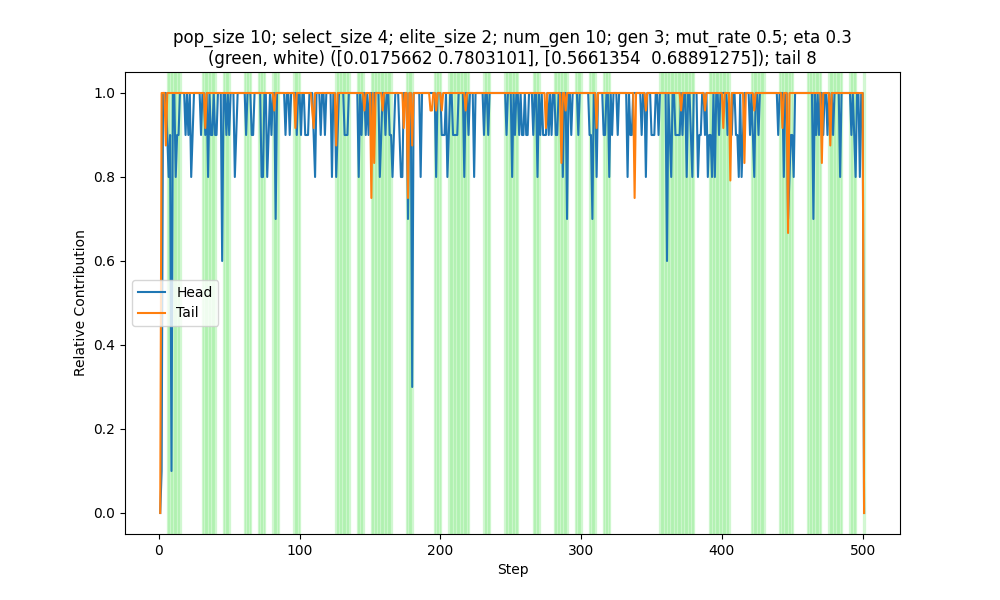 pop_size 10; select_size 4; elite_size 2; num_gen 10; gen 3; mut_rate 0.5; eta 0.3
(green, white) ([0.0175662 0.7803101], [0.5661354  0.68891275]); tail 8
1.0
0.8
0.6
0.4
0.2
0.0
Relative Contribution
Head
Tail
0 100 200 300 400 500
Step